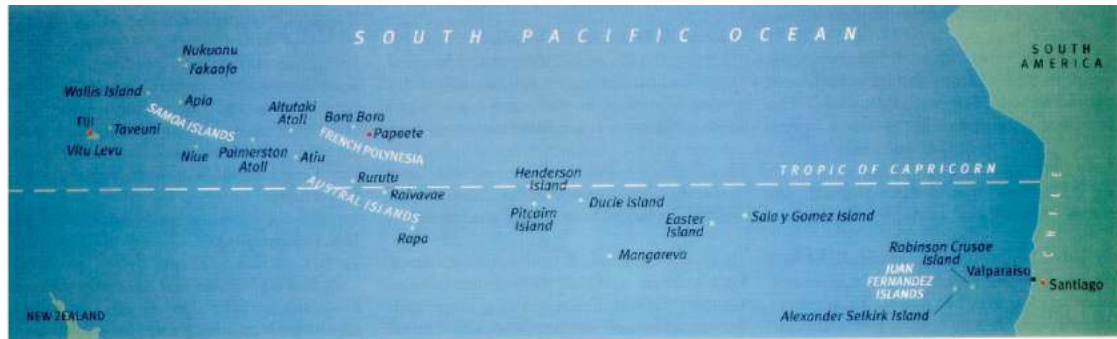 SOUTH PACIFIC OCEAN
SOUTH
AMERICA
Nukuonu
Fakaofo
Wallis Island
Apia
SAMOA ISLANDS
Fiji
Taveuni
Vitu Levu
Niue
Palmerston
Atoll
Aitutaki
Atoll
Atiu
Bora Bora
Papeete
FRENCH POLYNESIA
TROPIC OF CAPRICORN
Rurutu
AUSTRAL ISLANDS
Raivavae
Rapa
Henderson
Island
Pitcairn
Island
Ducie Island
Mangareva
Easter
Island
Sala y Gomez Island
CHILE
Robinson Crusoe
Island
JUAN
FERNANDEZ
ISLANDS
Valparaiso
Santiago
Alexander Selkirk Island
NEW ZEALAND